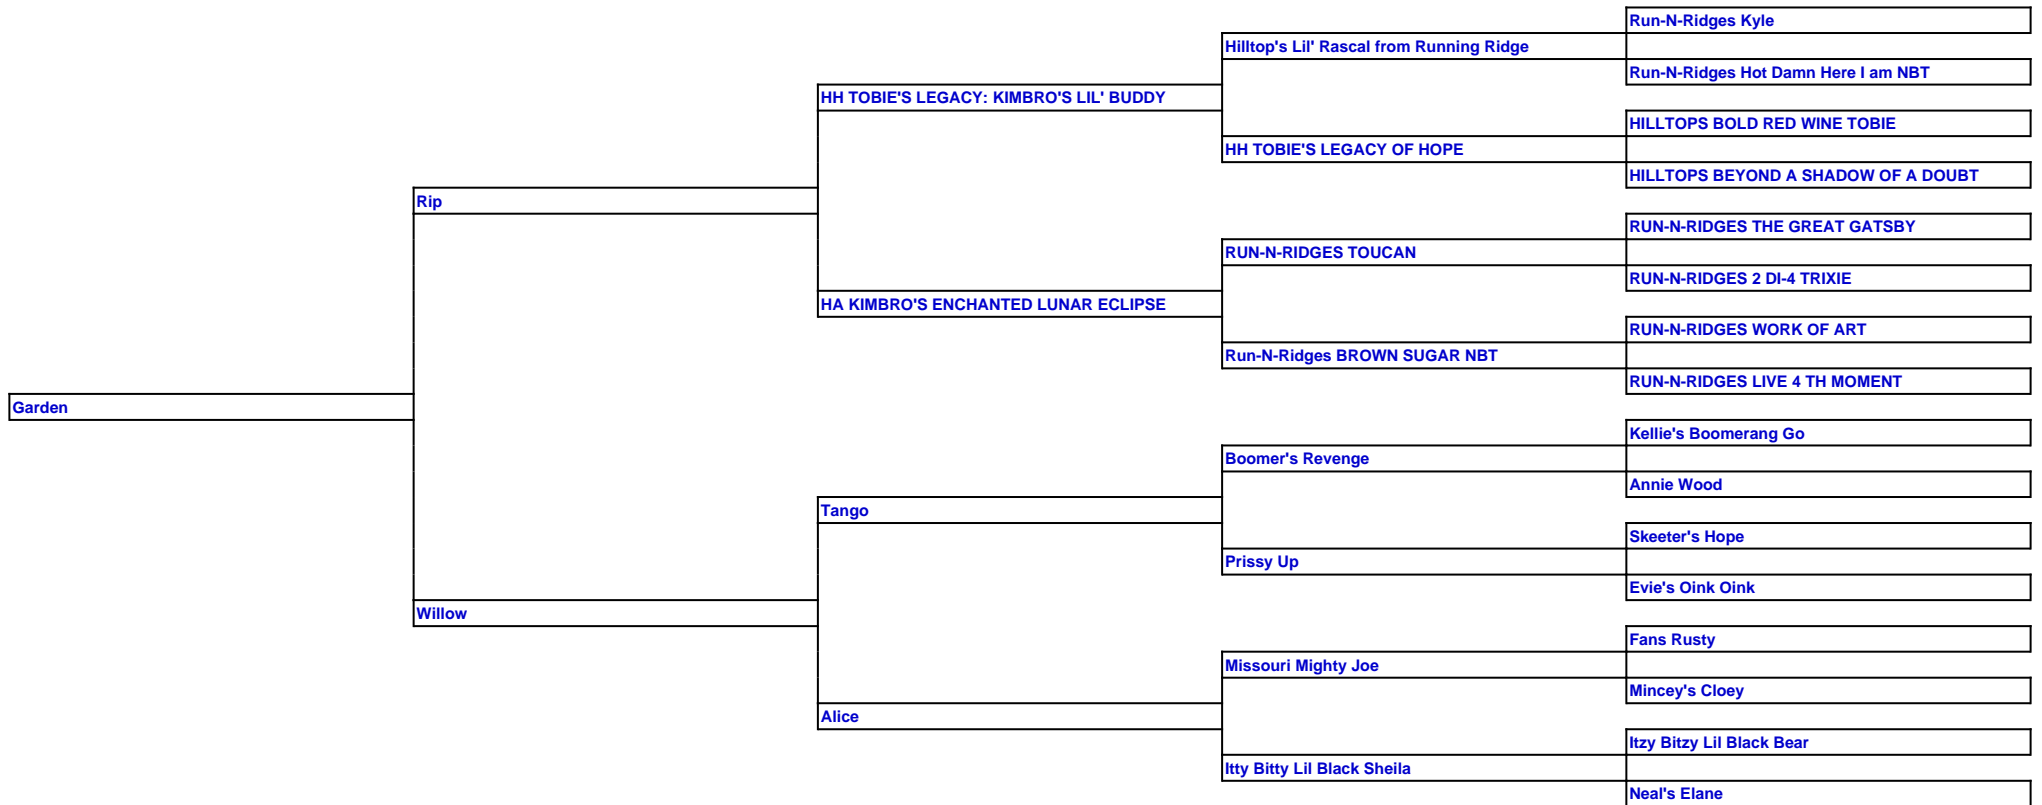 Run-N-Ridges Kyle
Hilltop's Lil' Rascal from Running Ridge
Run-N-Ridges Hot Damn Here I am NBT
HH TOBIE'S LEGACY: KIMBRO'S LIL' BUDDY
HILLTOPS BOLD RED WINE TOBIE
HH TOBIE'S LEGACY OF HOPE
HILLTOPS BEYOND A SHADOW OF A DOUBT
Rip
RUN-N-RIDGES THE GREAT GATSBY
RUN-N-RIDGES TOUCAN
RUN-N-RIDGES 2 DI-4 TRIXIE
HA KIMBRO'S ENCHANTED LUNAR ECLIPSE
RUN-N-RIDGES WORK OF ART
Run-N-Ridges BROWN SUGAR NBT
RUN-N-RIDGES LIVE 4 TH MOMENT
Garden
Kellie's Boomerang Go
Boomer's Revenge
Annie Wood
Tango
Skeeter's Hope
Prissy Up
Evie's Oink Oink
Willow
Fans Rusty
Missouri Mighty Joe
Mincey's Cloey
Alice
Itzy Bitzy Lil Black Bear
Itty Bitty Lil Black Sheila
Neal's Elane